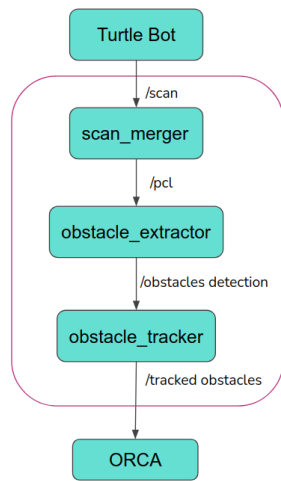 Turtle Bot
/scan
scan_merger
/pcl
obstacle_extractor
/obstacles detection
obstacle_tracker
/tracked obstacles
ORCA